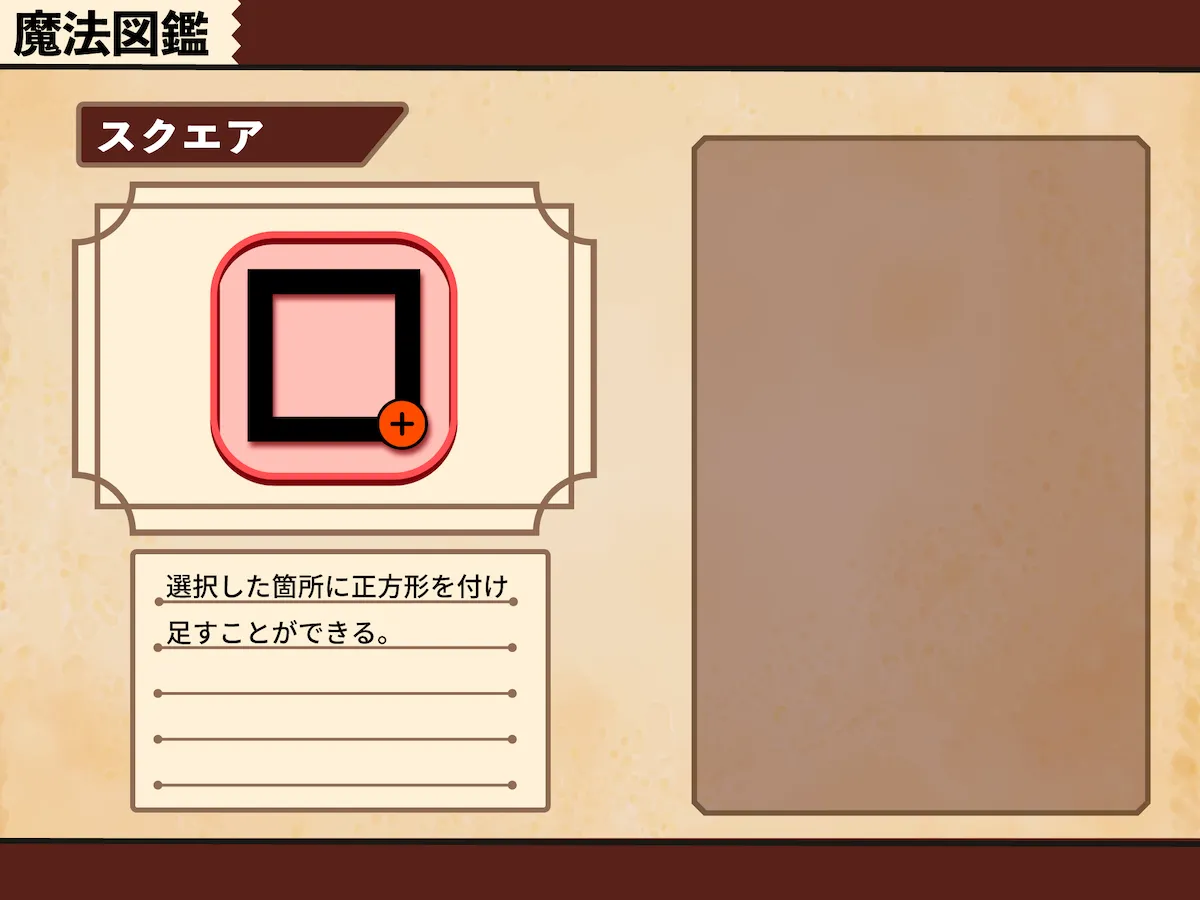 魔法図鑑
スクエア
選択した箇所に正方形を付け
足すことができる。